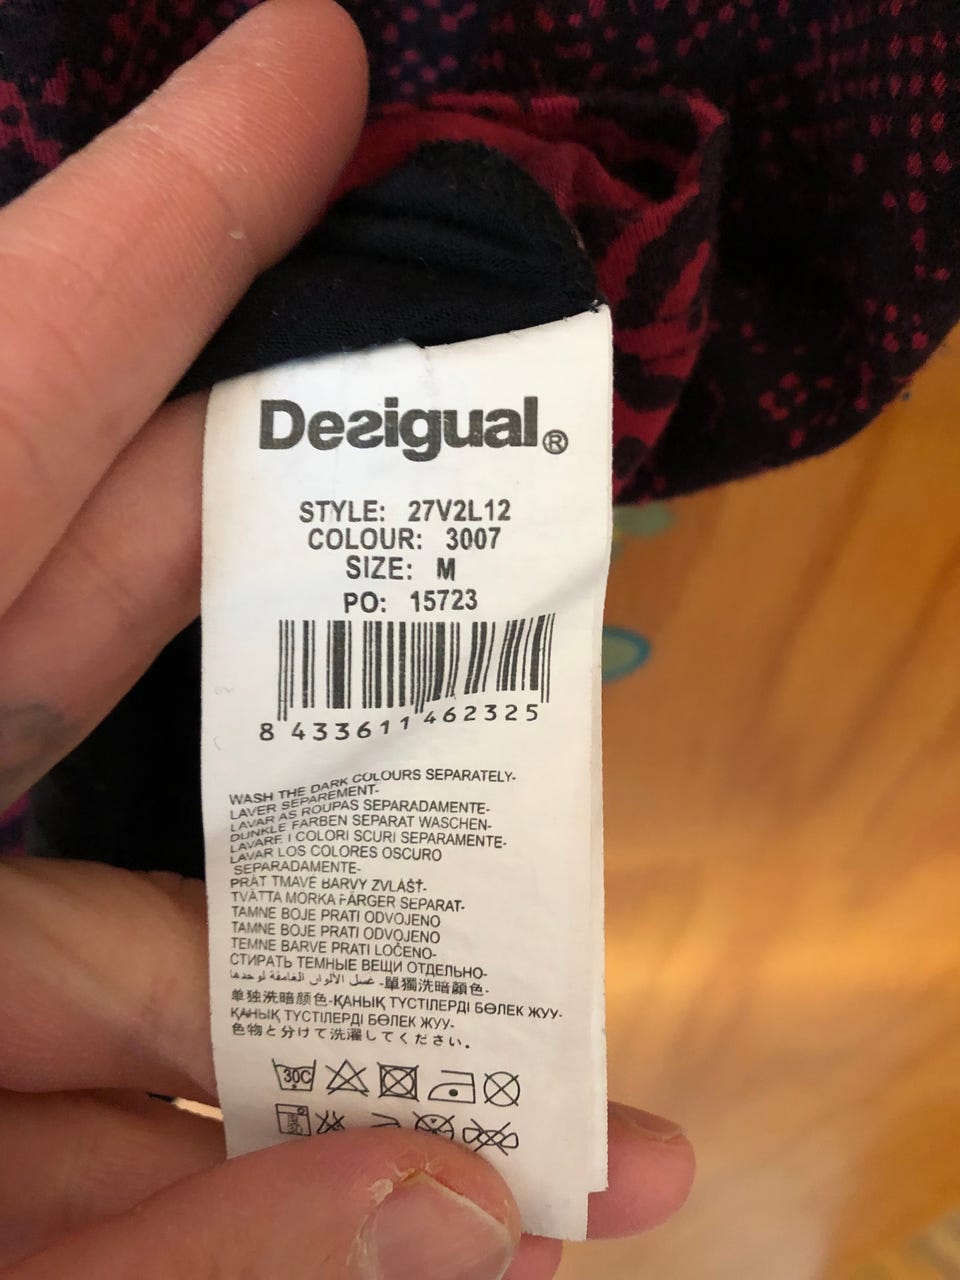 Desigual®
STYLE: 27V2L12
COLOUR: 3007
SIZE: M
PO: 15723
8 433611 462325
WASH THE DARK COLOURS SEPARATELY-
LAVER SEPAREMENT-
LAVAR AS ROUPAS SEPARADAMENTE-
DUNKLE FARBEN SEPARAT WASCHEN-
LAVARE I COLORI SCURI SEPARAMENTE-
LAVAR LOS COLORES OSCURO
SEPARADAMENTE-
PRÁT TMAVÉ BARVY ZVLÁŠŤ-
TVÄTTA MORKA FÄRGER SEPARAT-
TAMNE BOJE PRATI ODVOJENO
TAMNE BOJE PRATI ODVOJENO
TEMNE BARVE PRATI LOČENO-
СТИРАТЬ ТЕМНЫЕ ВЕЩИ ОТДЕЛЬНО-
單獨洗暗顏色- غسل الألوان الغامقة لوحدها
单独洗暗颜色-ҚАНЫҚ ТҮСТІЛЕРДІ БӨЛЕК ЖУУ-
ҚАНЫҚ ТҮСТІЛЕРДІ БӨЛЕК ЖУУ-
色物と分けて洗濯してください。
30C
30